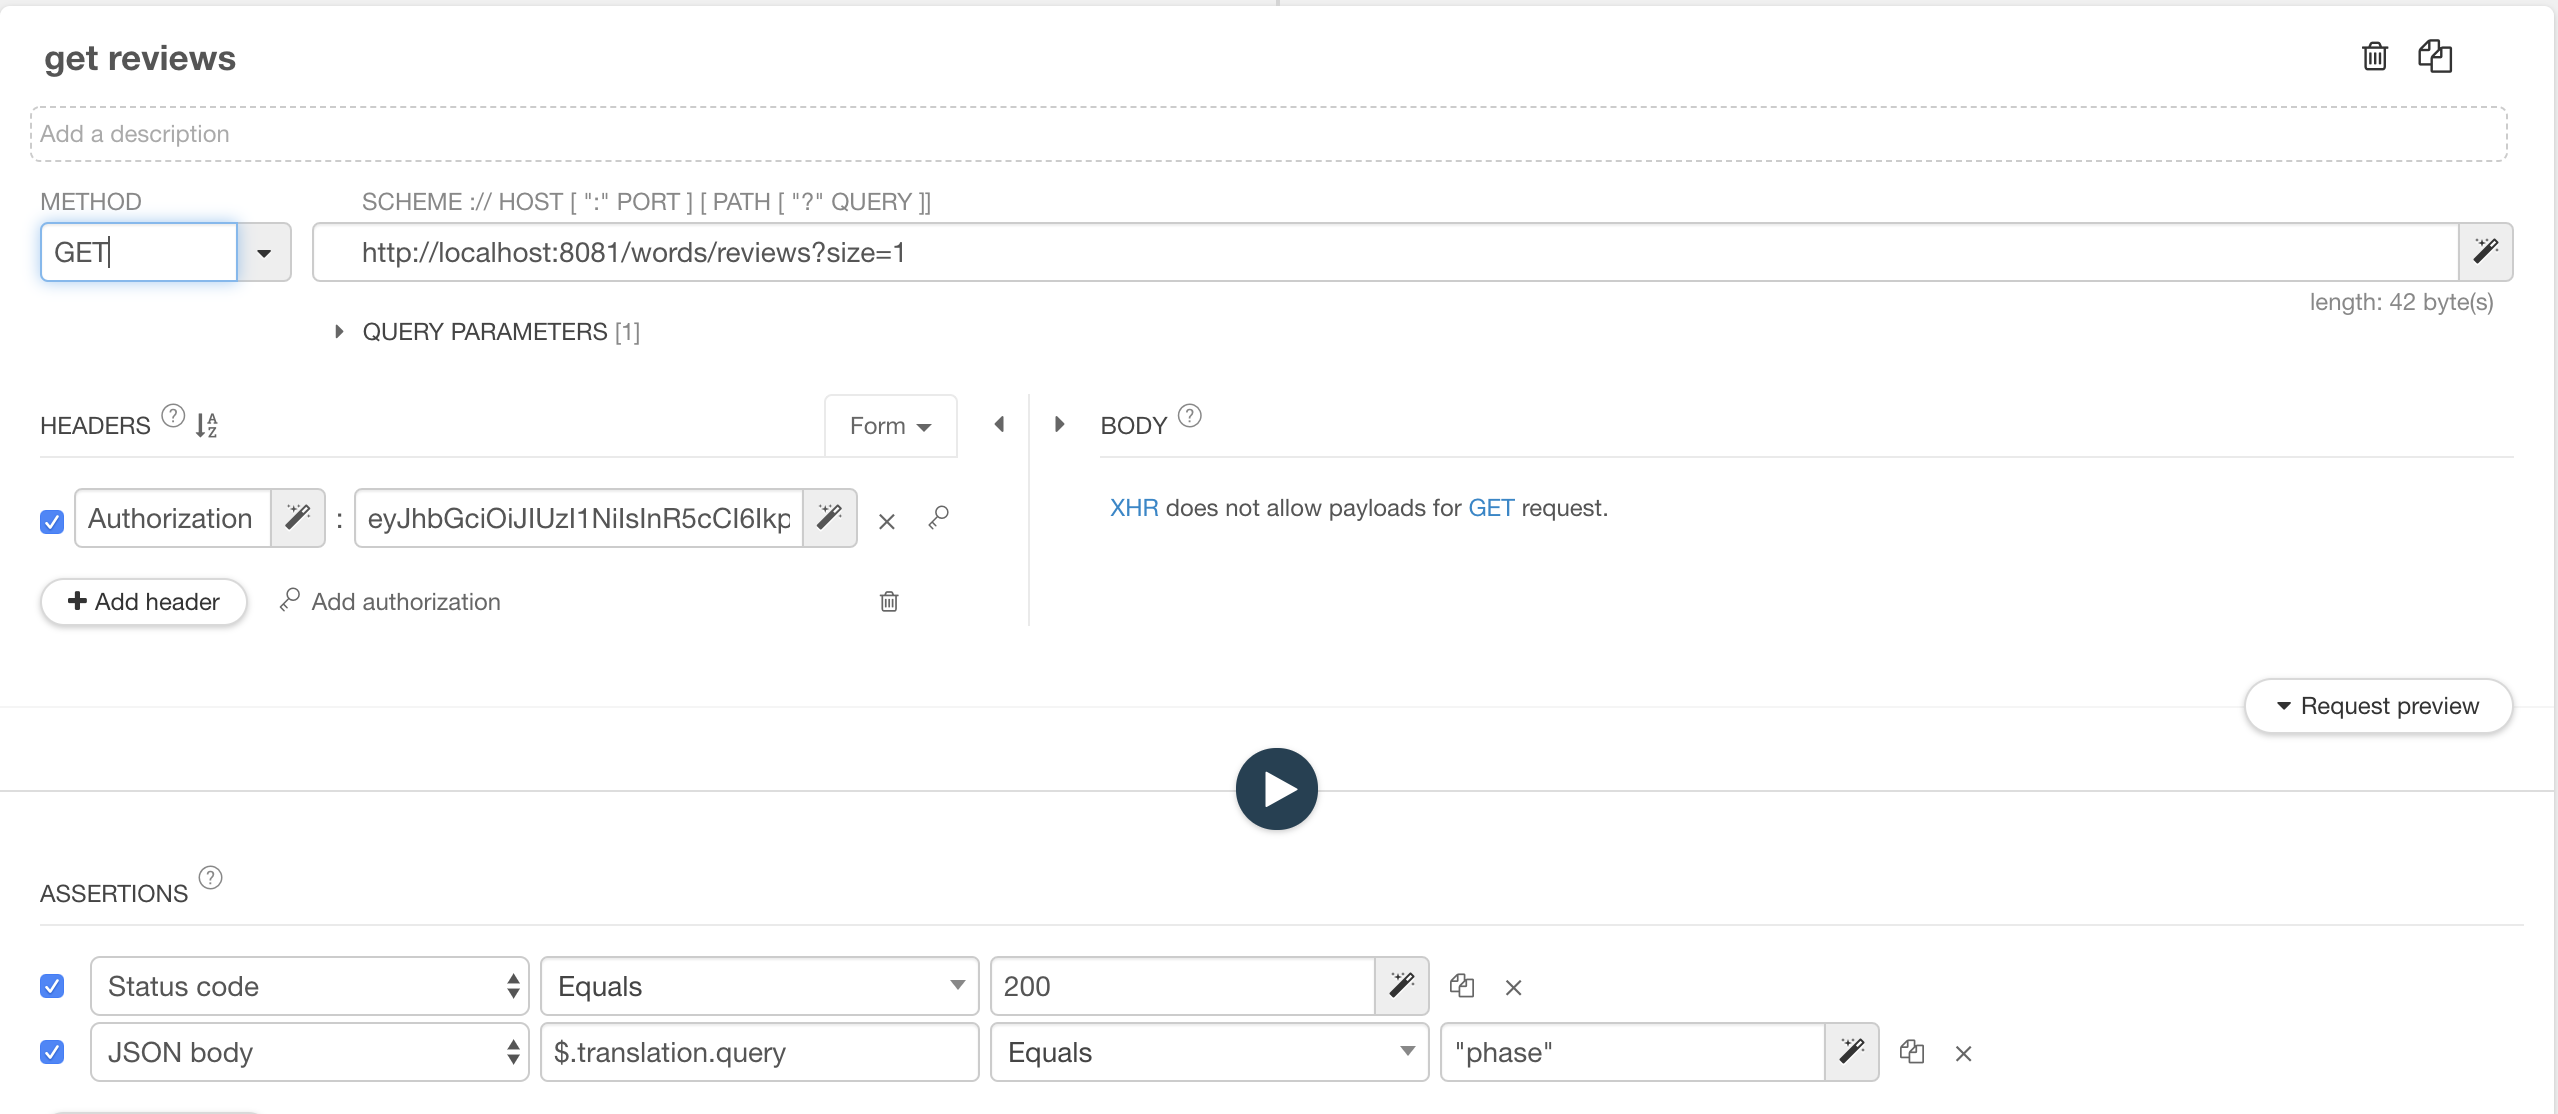 get reviews
Add a description
METHOD
SCHEME :// HOST [ ":" PORT ] [ PATH [ "?" QUERY ]]
GET
http://localhost:8081/words/reviews?size=1
length: 42 byte(s)
QUERY PARAMETERS [1]
HEADERS
Form
BODY
Authorization : eyJhbGciOiJIUzI1NiIsInR5cCI6Ikp
XHR does not allow payloads for GET request.
Add header
Add authorization
Request preview
ASSERTIONS
Status code Equals 200
JSON body $.translation.query Equals "phase"